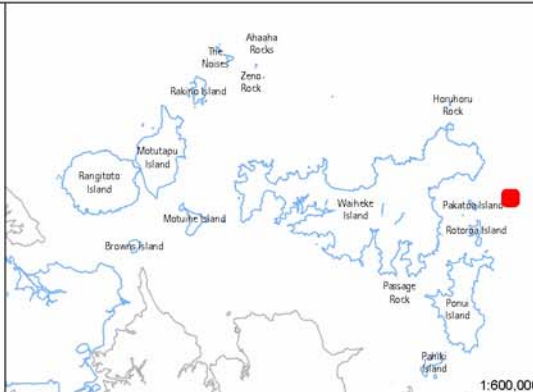 Ahaaha
Rocks
The
Noises
Zeno
Rock
Rakino Island
Horuhoru
Rock
Motutapu
Island
Rangitoto
Island
Pakatoa Island
Waiheke
Island
Motuihe Island
Rotoroa Island
Browns Island
Passage
Rock
Ponui
Island
Pahiki
Island
1:600,000